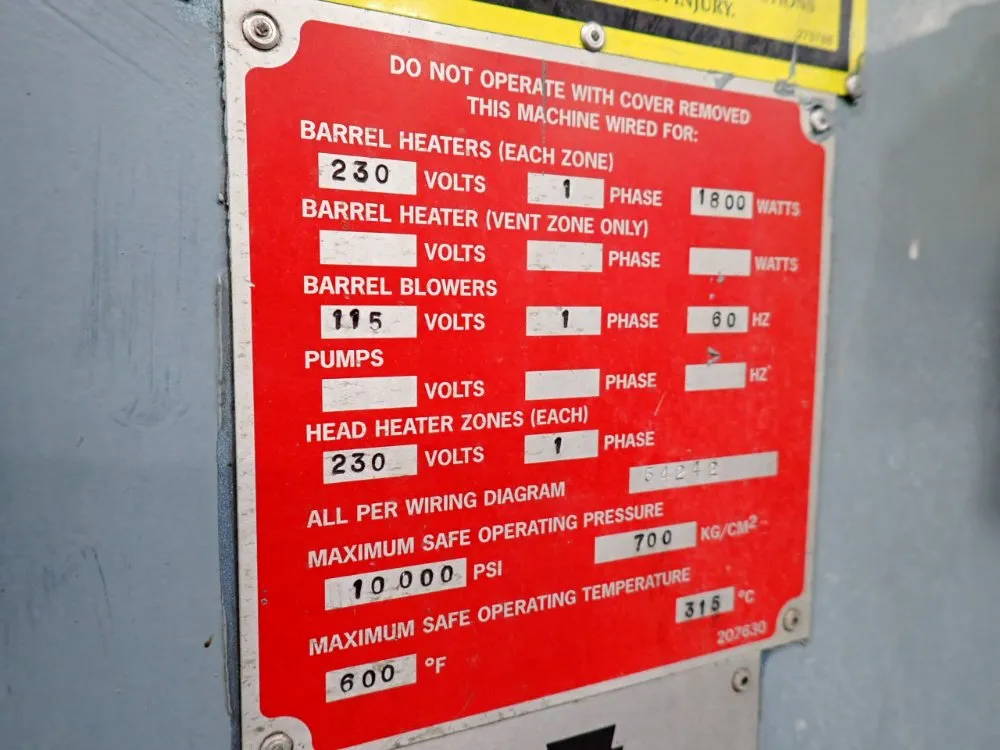 INJURY.
273798
DO NOT OPERATE WITH COVER REMOVED
THIS MACHINE WIRED FOR:
BARREL HEATERS (EACH ZONE)
230 VOLTS 1 PHASE 1800 WATTS
BARREL HEATER (VENT ZONE ONLY)
VOLTS PHASE WATTS
BARREL BLOWERS
115 VOLTS 1 PHASE 60 HZ
PUMPS
VOLTS PHASE HZ
HEAD HEATER ZONES (EACH)
230 VOLTS 1 PHASE
ALL PER WIRING DIAGRAM 54242
MAXIMUM SAFE OPERATING PRESSURE
10000 PSI 700 KG/CM2
MAXIMUM SAFE OPERATING TEMPERATURE
600 °F 315 °C
207630